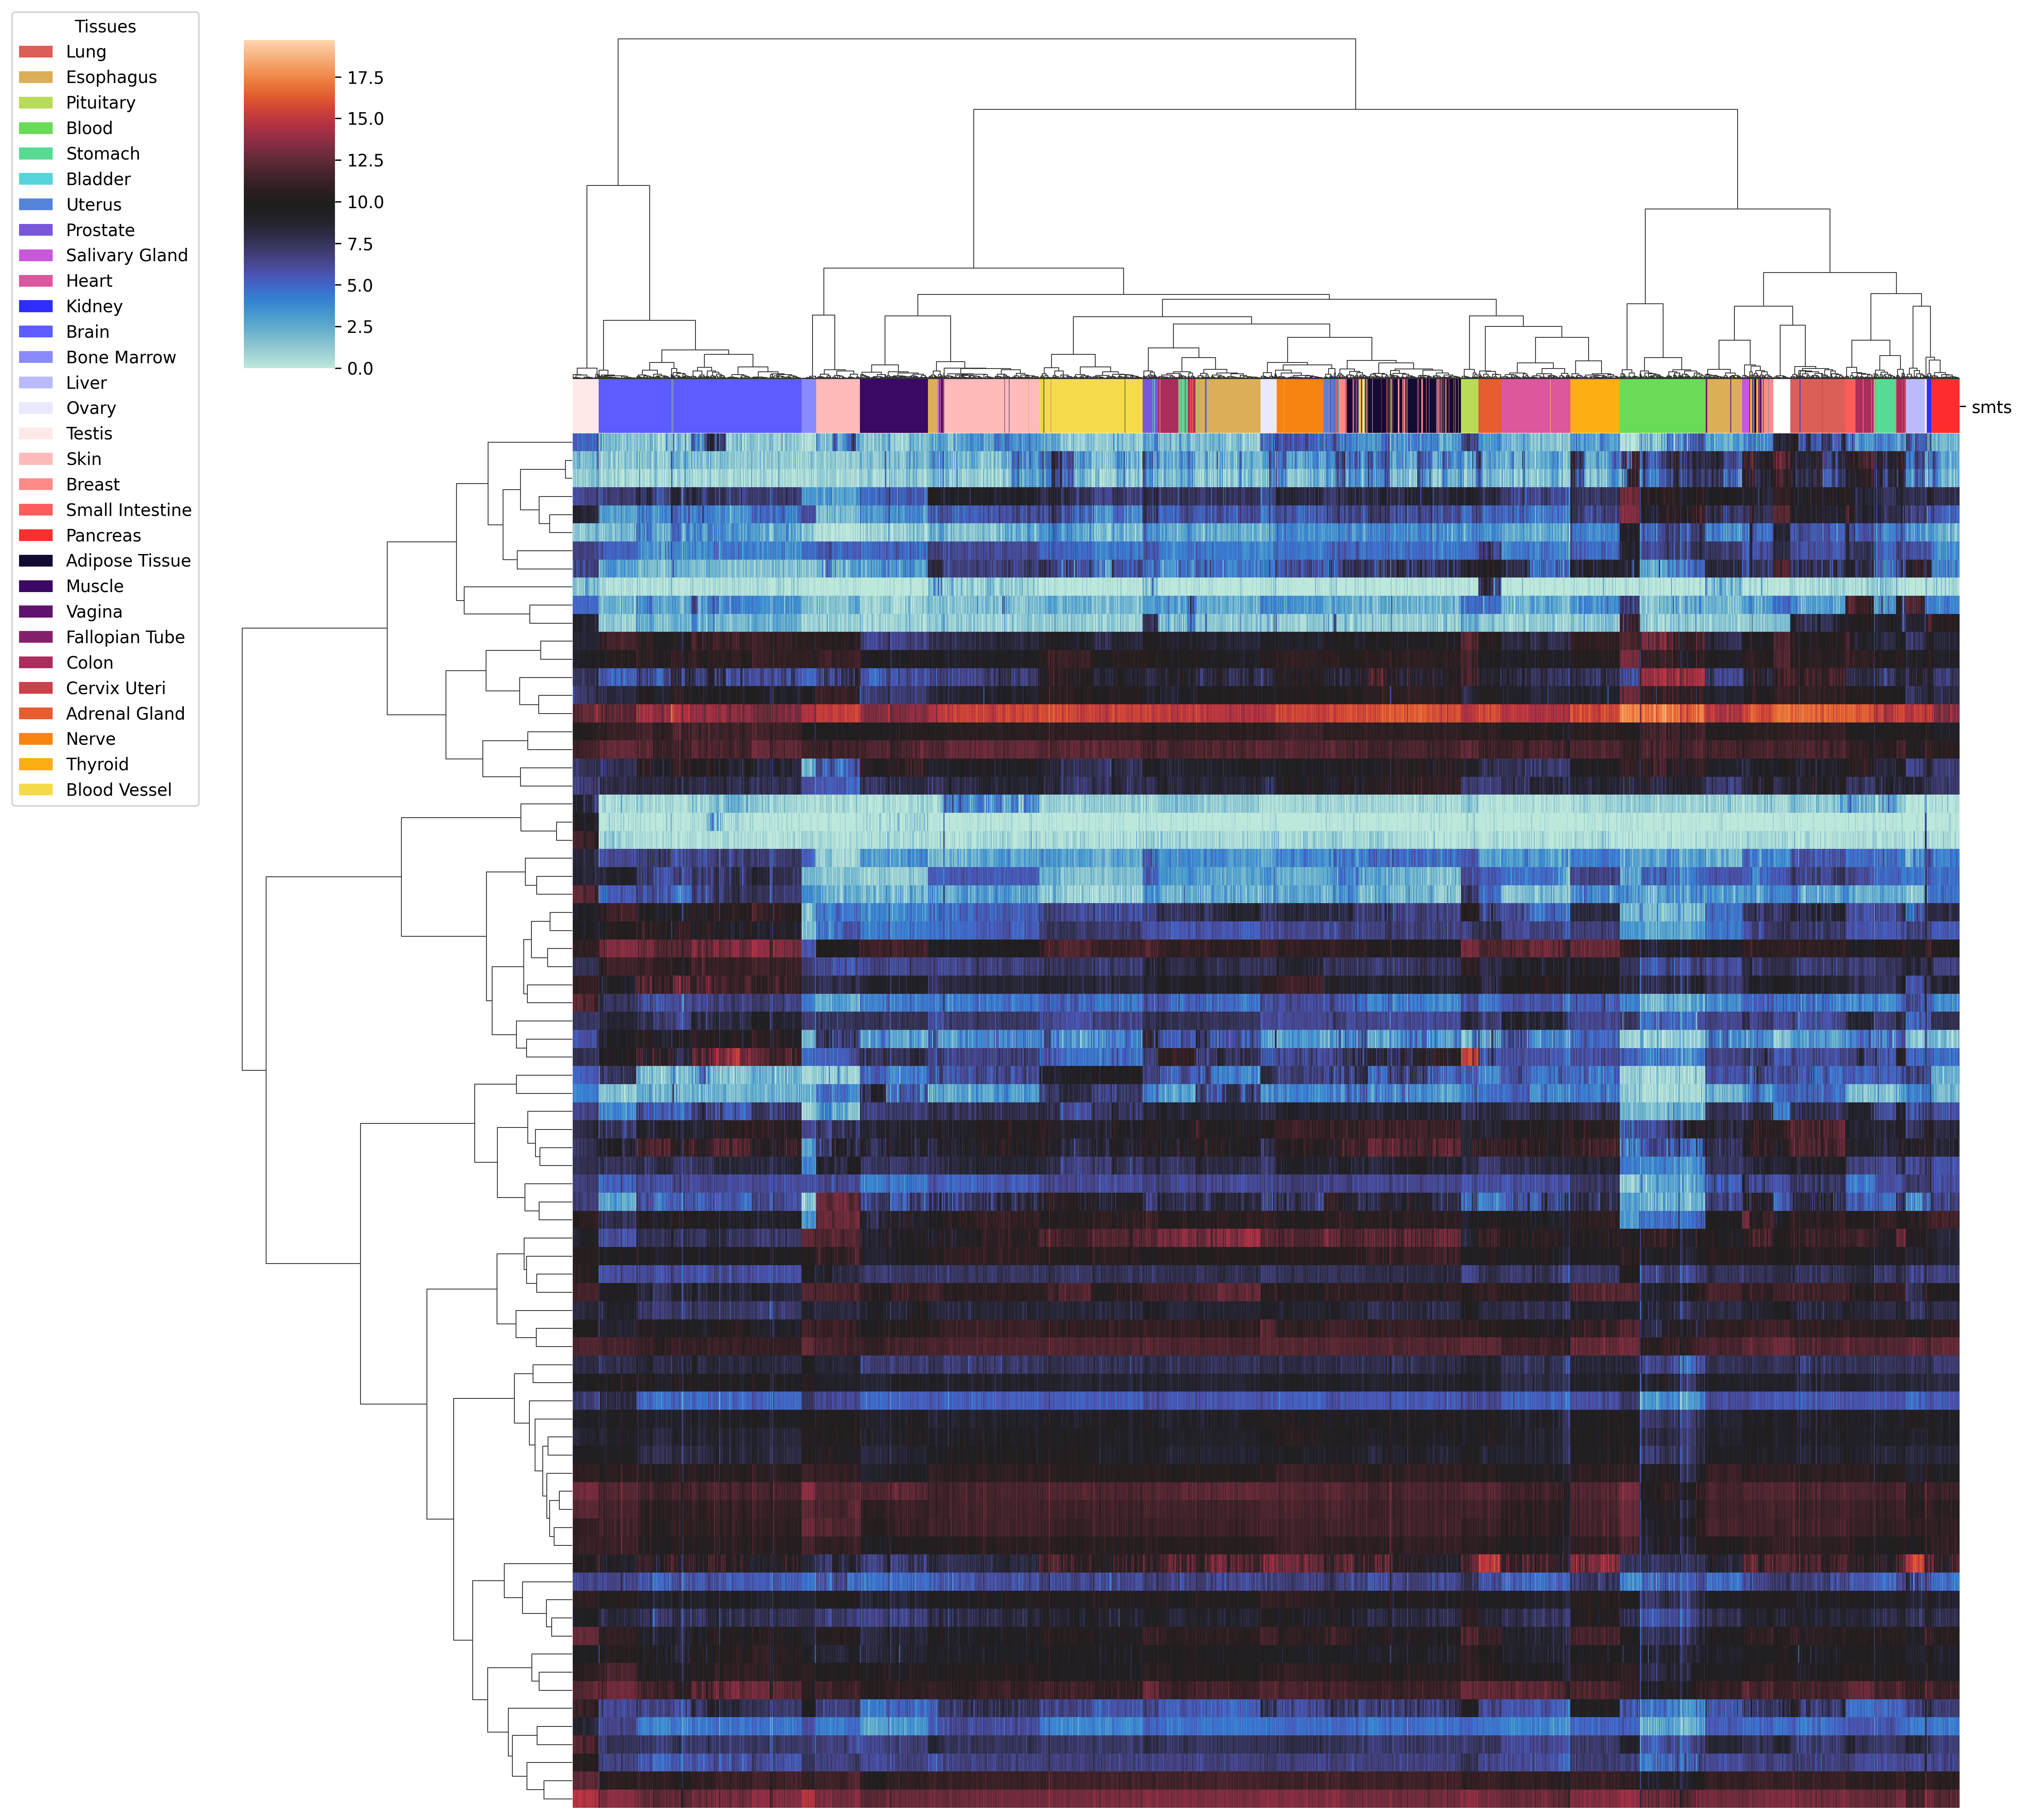 Tissues
Lung
Esophagus
Pituitary
Blood
Stomach
Bladder
Uterus
Prostate
Salivary Gland
Heart
Kidney
Brain
Bone Marrow
Liver
Ovary
Testis
Skin
Breast
Small Intestine
Pancreas
Adipose Tissue
Muscle
Vagina
Fallopian Tube
Colon
Cervix Uteri
Adrenal Gland
Nerve
Thyroid
Blood Vessel
17.5
15.0
12.5
10.0
7.5
5.0
2.5
0.0
smts